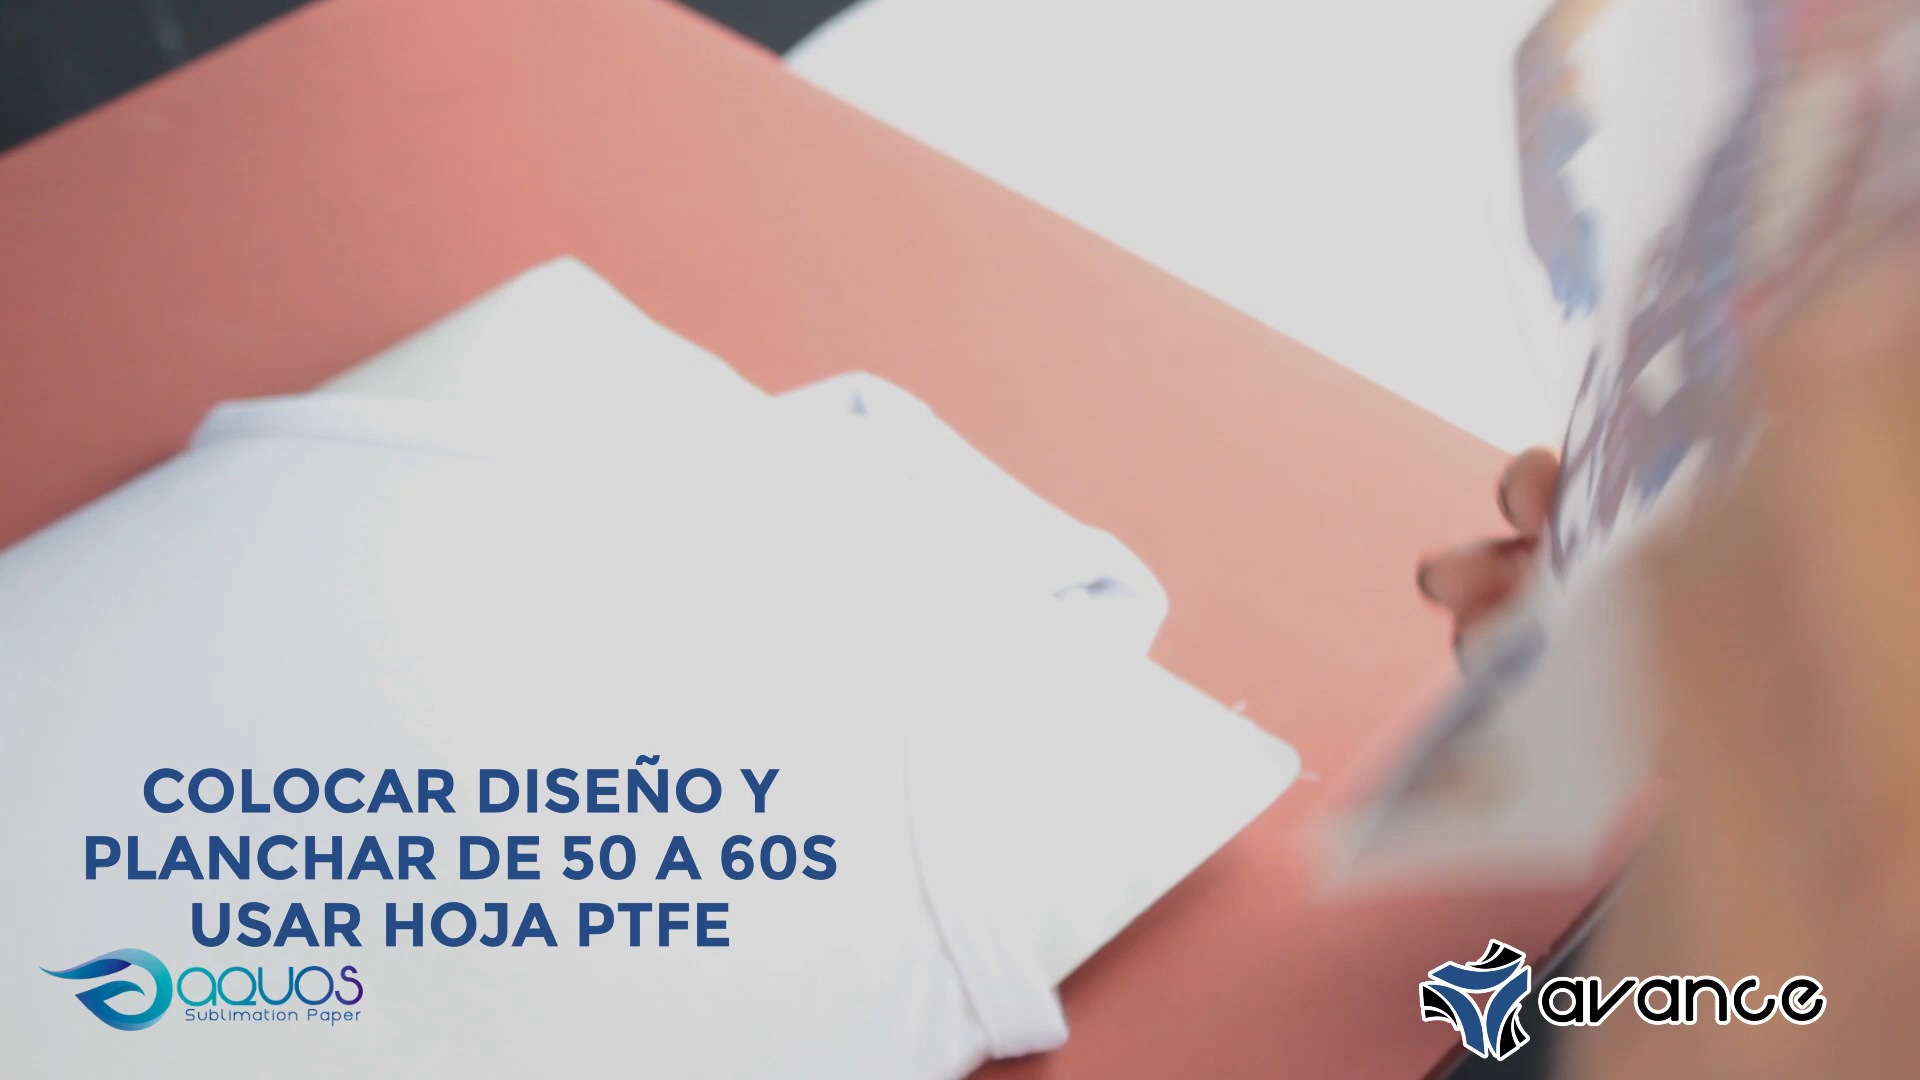 COLOCAR DISEÑO Y
PLANCHAR DE 50 A 60S
USAR HOJA PTFE
aquos
Sublimation Paper
avance